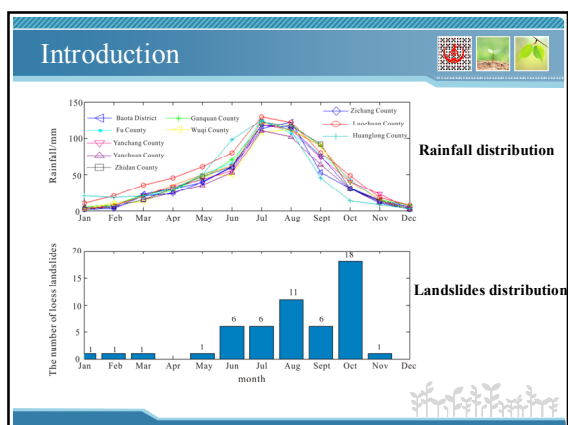 Introduction
150
100
50
0
Rainfall/mm
Baota District
Fu County
Yanchang County
Yanchuan County
Zhidan County
Ganquan County
Wuqi County
Zichang County
Luochuan County
Huanglong County
Jan Feb Mar Apr May Jun Jul Aug Sept Oct Nov Dec
Rainfall distribution
20
15
10
5
0
The number of loess landslides
1 1 1 1 6 6 11 6 18 1
Jan Feb Mar Apr May Jun Jul Aug Sept Oct Nov Dec
month
Landslides distribution